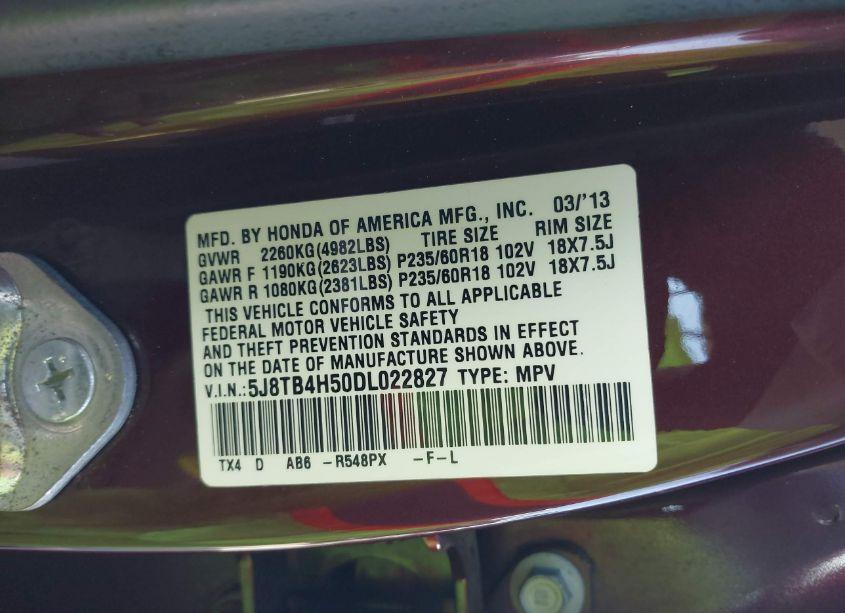 MFD. BY HONDA OF AMERICA MFG., INC. 03/'13
GVWR 2260KG(4982LBS) TIRE SIZE RIM SIZE
GAWR F 1190KG(2623LBS) P235/60R18 102V 18X7.5J
GAWR R 1080KG(2381LBS) P235/60R18 102V 18X7.5J
THIS VEHICLE CONFORMS TO ALL APPLICABLE
FEDERAL MOTOR VEHICLE SAFETY
AND THEFT PREVENTION STANDARDS IN EFFECT
ON THE DATE OF MANUFACTURE SHOWN ABOVE.
V.I.N.: 5J8TB4H50DL022827 TYPE: MPV
TX4 D AB6 -R548PX -F-L